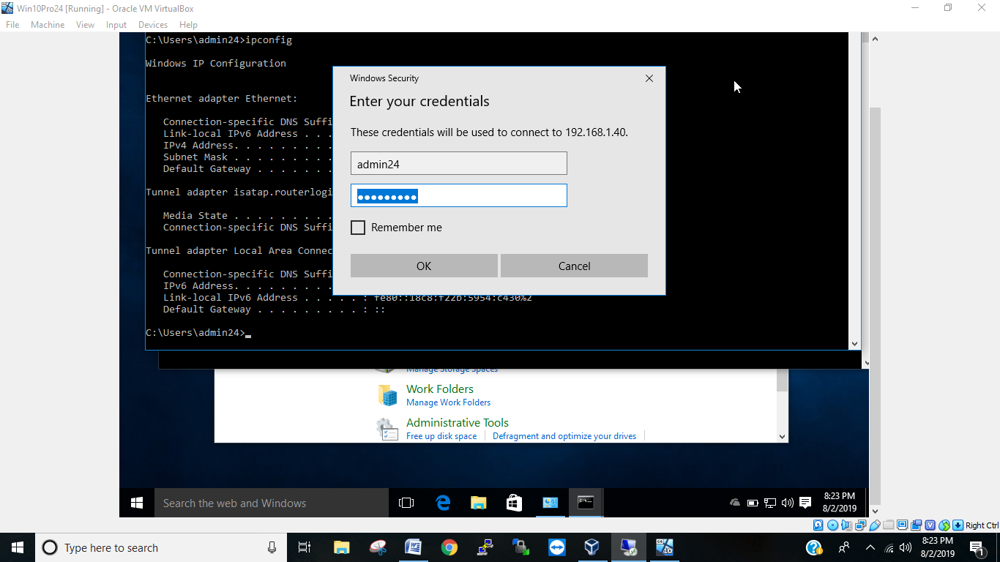 Win10Pro24 [Running] - Oracle VM VirtualBox
File Machine View Input Devices Help
C:\Users\admin24>ipconfig
Windows IP Configuration
Ethernet adapter Ethernet:
Connection-specific DNS Suffi
Link-local IPv6 Address . . .
IPv4 Address. . . . . . . . .
Subnet Mask . . . . . . . . .
Default Gateway . . . . . . .
Tunnel adapter isatap.routerlogi
Media State . . . . . . . . .
Connection-specific DNS Suffi
Tunnel adapter Local Area Connec
Connection-specific DNS Suffi
IPv6 Address. . . . . . . . .
Link-local IPv6 Address . . . . . : fe80::18c8:f22b:5954:c430%2
Default Gateway . . . . . . . . . : ::
C:\Users\admin24>
Windows Security
Enter your credentials
These credentials will be used to connect to 192.168.1.40.
admin24
●●●●●●●●●
Remember me
OK Cancel
Manage Storage Spaces
Work Folders
Manage Work Folders
Administrative Tools
Free up disk space Defragment and optimize your drives
Search the web and Windows
8:23 PM
8/2/2019
Right Ctrl
Type here to search
8:23 PM
8/2/2019
1